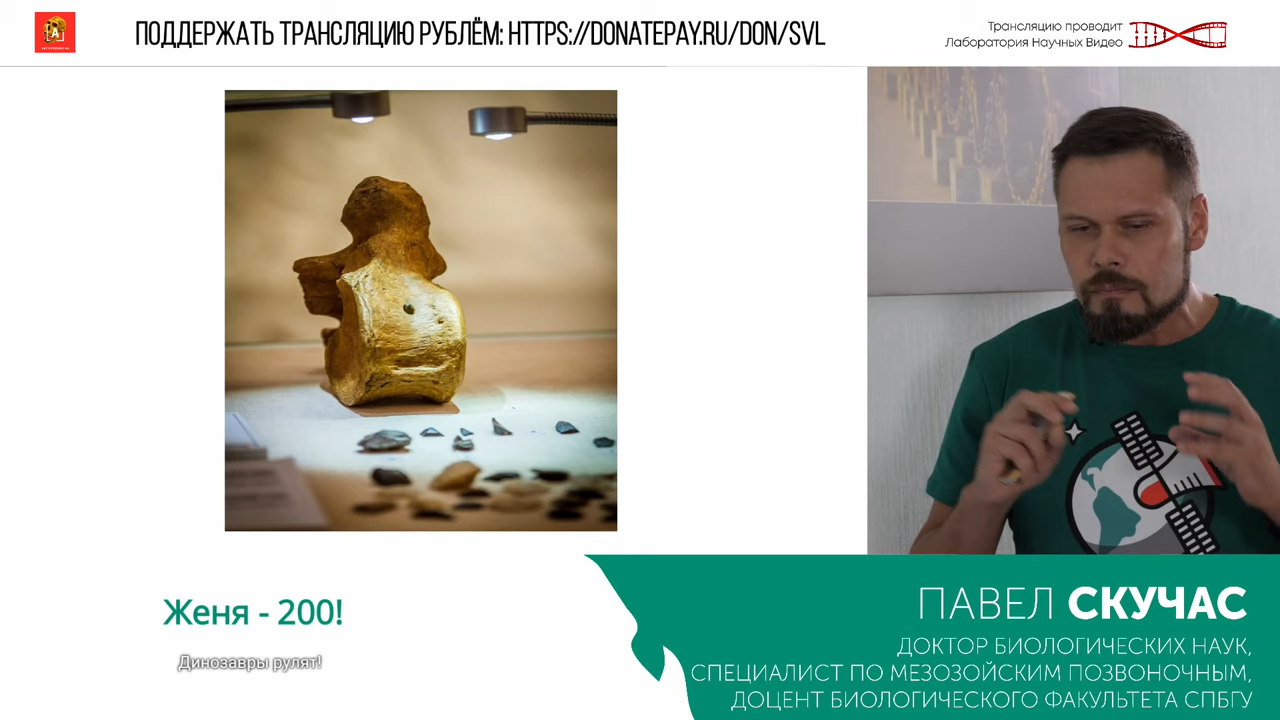 ПОДДЕРЖАТЬ ТРАНСЛЯЦИЮ РУБЛЁМ: HTTPS://DONATEPAY.RU/DON/SVL
Трансляцию проводит
Лаборатория Научных Видео
Женя - 200!
Динозавры рулят!
ПАВЕЛ СКУЧАС
ДОКТОР БИОЛОГИЧЕСКИХ НАУК,
СПЕЦИАЛИСТ ПО МЕЗОЗОЙСКИМ ПОЗВОНОЧНЫМ,
ДОЦЕНТ БИОЛОГИЧЕСКОГО ФАКУЛЬТЕТА СПБГУ